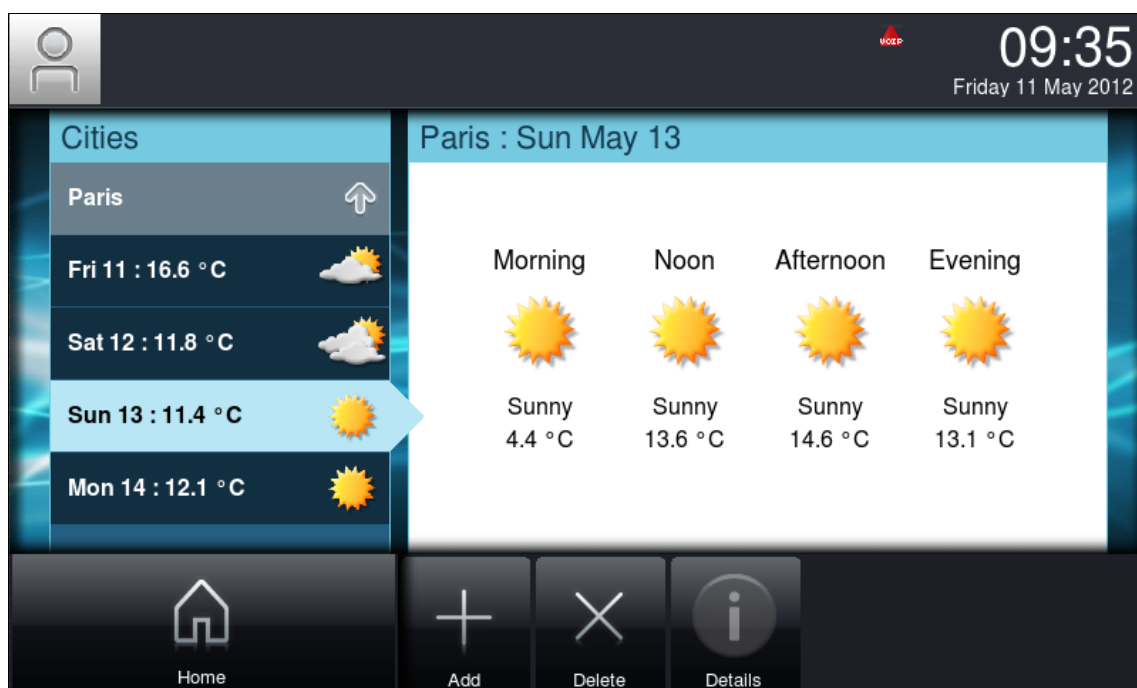 VOIP
09:35
Friday 11 May 2012
Cities
Paris
Fri 11 : 16.6 °C
Sat 12 : 11.8 °C
Sun 13 : 11.4 °C
Mon 14 : 12.1 °C
Paris : Sun May 13
Morning Noon Afternoon Evening
Sunny Sunny Sunny Sunny
4.4 °C 13.6 °C 14.6 °C 13.1 °C
Home Add Delete Details